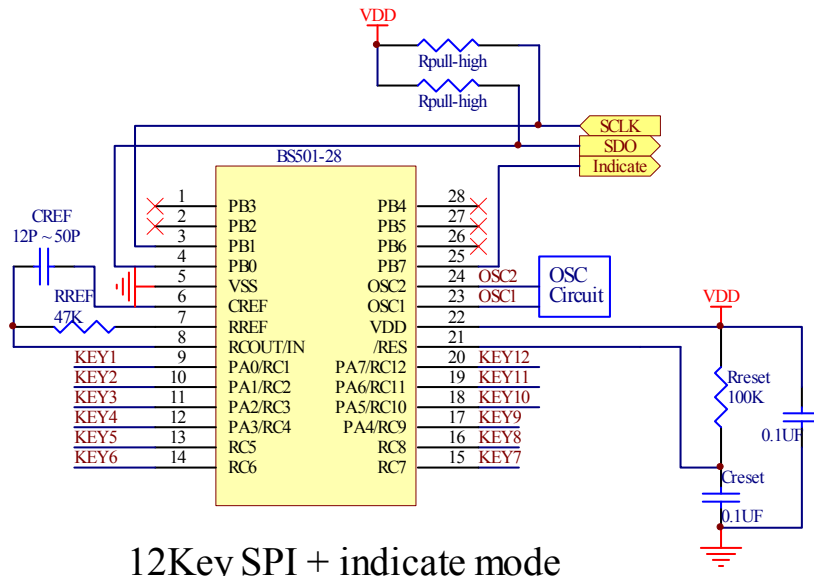 VDD
Rpull-high
Rpull-high
SCLK
SDO
Indicate
BS501-28
CREF
12P ~ 50P
RREF
47K
1 PB3 PB4 28
2 PB2 PB5 27
3 PB1 PB6 26
4 PB0 PB7 25
5 VSS OSC2 24 OSC2
6 CREF OSC1 23 OSC1
7 RREF VDD 22
8 RCOUT/IN /RES 21
KEY1 9 PA0/RC1 PA7/RC12 20 KEY12
KEY2 10 PA1/RC2 PA6/RC11 19 KEY11
KEY3 11 PA2/RC3 PA5/RC10 18 KEY10
KEY4 12 PA3/RC4 PA4/RC9 17 KEY9
KEY5 13 RC5 RC8 16 KEY8
KEY6 14 RC6 RC7 15 KEY7
OSC
Circuit
VDD
Rreset
100K
0.1UF
Creset
0.1UF
12Key SPI + indicate mode